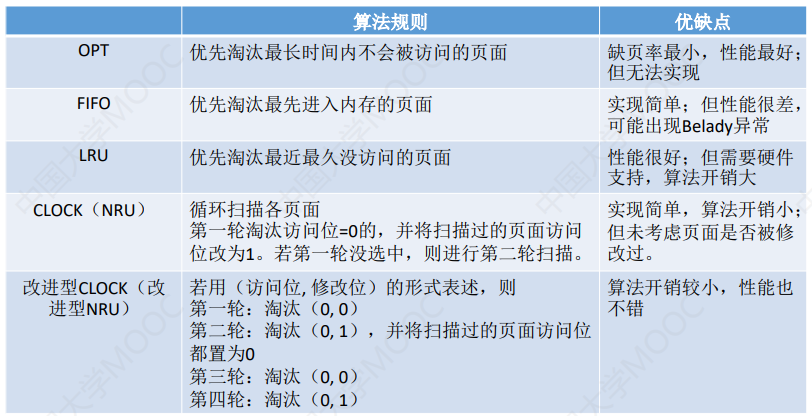 算法规则
优缺点
OPT
优先淘汰最长时间内不会被访问的页面
缺页率最小，性能最好；
但无法实现
FIFO
优先淘汰最先进入内存的页面
实现简单；但性能很差，
可能出现Belady异常
LRU
优先淘汰最近最久没访问的页面
性能很好；但需要硬件
支持，算法开销大
CLOCK（NRU）
循环扫描各页面
第一轮淘汰访问位=0的，并将扫描过的页面访问
位改为1。若第一轮没选中，则进行第二轮扫描。
实现简单，算法开销小；
但未考虑页面是否被修
改过。
改进型CLOCK（改
进型NRU）
若用（访问位, 修改位）的形式表述，则
第一轮：淘汰（0, 0）
第二轮：淘汰（0, 1），并将扫描过的页面访问位
都置为0
第三轮：淘汰（0, 0）
第四轮：淘汰（0, 1）
算法开销较小，性能也
不错
中国大学MOOC